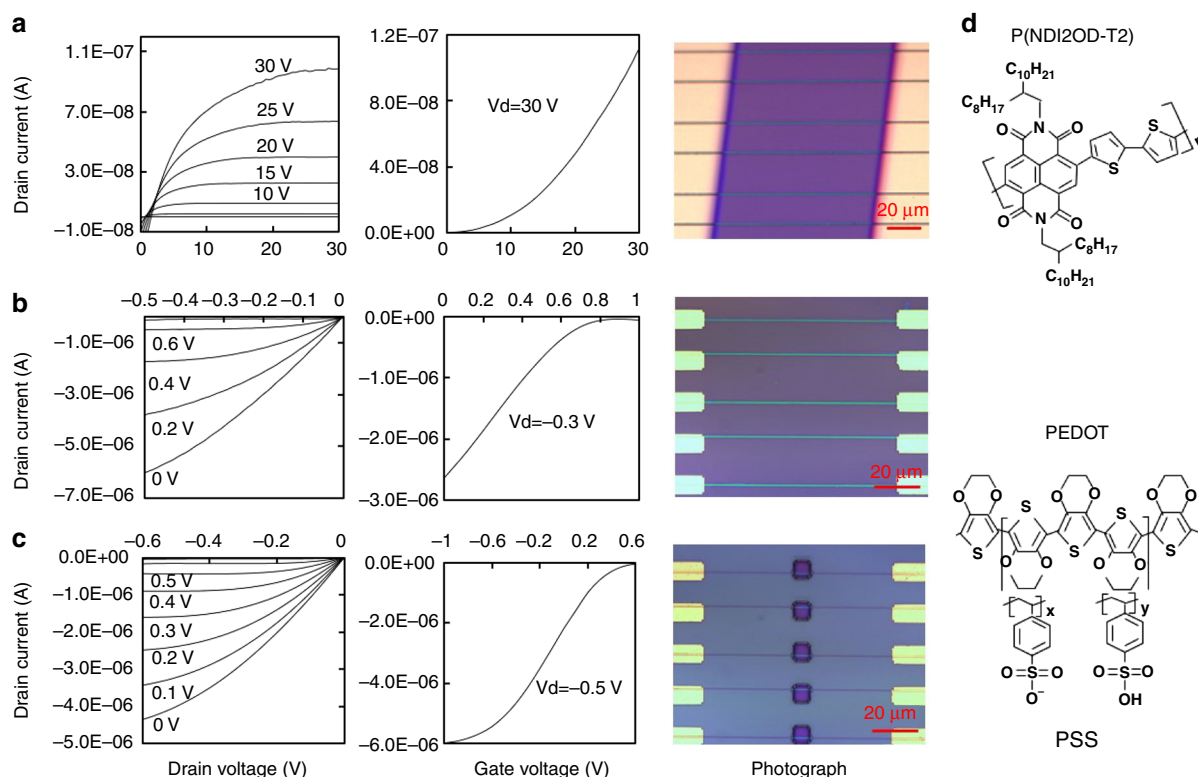 a
Drain current (A)
1.1E–07
7.0E–08
3.0E–08
–1.0E–08
30 V
25 V
20 V
15 V
10 V
0 10 20 30
1.2E–07
8.0E–08
4.0E–08
0.0E+00
Vd=30 V
0 10 20 30
20 μm
b
Drain current (A)
–0.5 –0.4 –0.3 –0.2 –0.1 0
–1.0E–06
–3.0E–06
–5.0E–06
–7.0E–06
0.6 V
0.4 V
0.2 V
0 V
0 0.2 0.4 0.6 0.8 1
0.0E+00
–1.0E–06
–2.0E–06
–3.0E–06
Vd=–0.3 V
20 μm
c
Drain current (A)
–0.6 –0.4 –0.2 0
0.0E+00
–1.0E–06
–2.0E–06
–3.0E–06
–4.0E–06
–5.0E–06
0.5 V
0.4 V
0.3 V
0.2 V
0.1 V
0 V
Drain voltage (V)
–1 –0.6 –0.2 0.2 0.6
0.0E+00
–2.0E–06
–4.0E–06
–6.0E–06
Vd=–0.5 V
Gate voltage (V)
20 μm
Photograph
d
P(NDI2OD-T2)
C10H21
C8H17
O N O
S
S
n
O N O
C8H17
C10H21
PEDOT
O O O O O O
S
S S S S
O O O O
x y
O S O O S O
O– OH
PSS